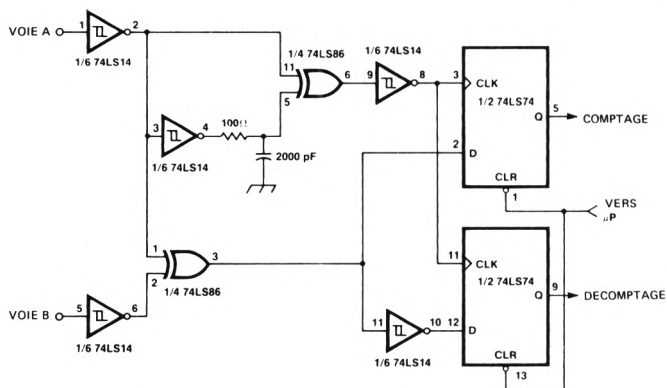 VOIE A
1
2
1/6 74LS14
1/4 74LS86
11
5
6
1/6 74LS14
9
8
3
CLK
1/2 74LS74
Q
5
COMPTAGE
2
D
CLR
1
3
4
100Ω
1/6 74LS14
2000 pF
VERS
μP
1
2
3
1/4 74LS86
11
CLK
1/2 74LS74
Q
9
DECOMPTAGE
VOIE B
5
6
1/6 74LS14
11
10
12
D
1/6 74LS14
CLR
13